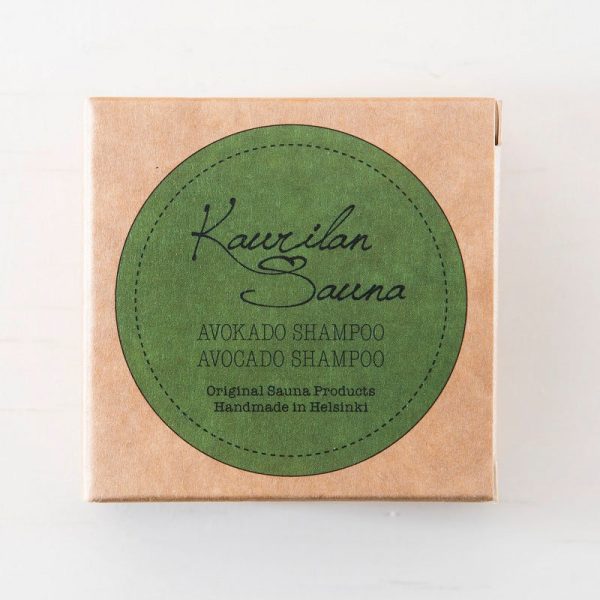 Kaurilan
Sauna
AVOKADO SHAMPOO
AVOCADO SHAMPOO
Original Sauna Products
Handmade in Helsinki